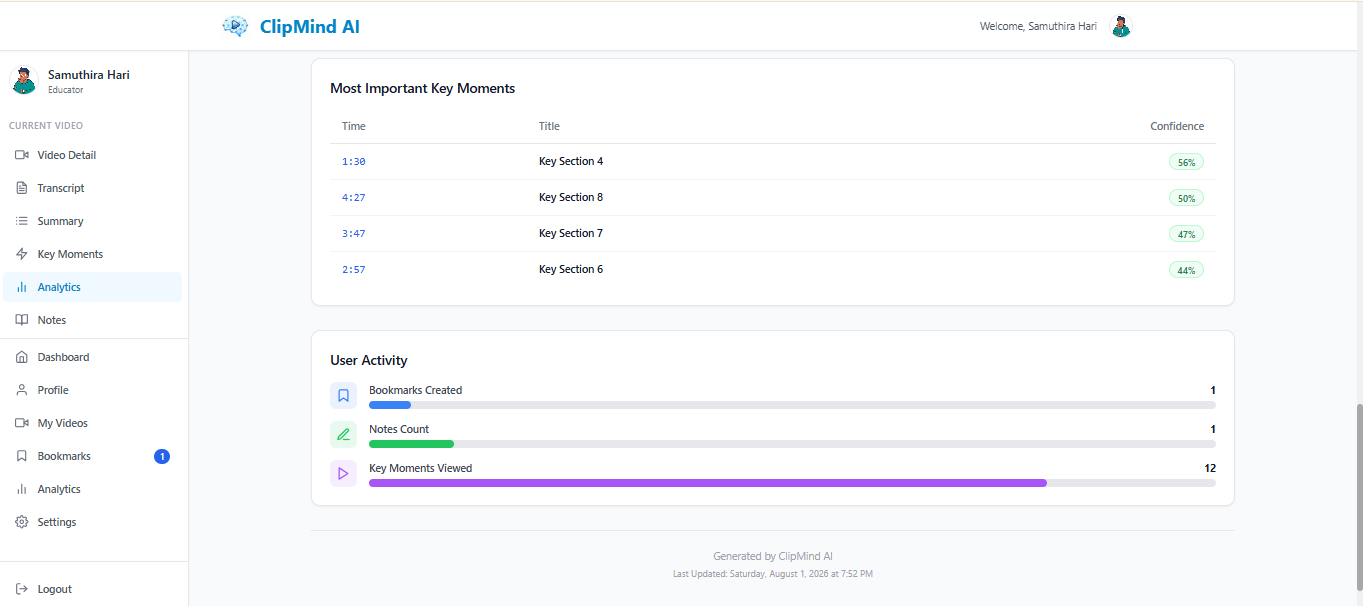 ClipMind AI
Welcome, Samuthira Hari
Samuthira Hari
Educator
CURRENT VIDEO
Video Detail
Transcript
Summary
Key Moments
Analytics
Notes
Dashboard
Profile
My Videos
Bookmarks 1
Analytics
Settings
Logout
Most Important Key Moments
Time Title Confidence
1:30 Key Section 4 56%
4:27 Key Section 8 50%
3:47 Key Section 7 47%
2:57 Key Section 6 44%
User Activity
Bookmarks Created 1
Notes Count 1
Key Moments Viewed 12
Generated by ClipMind AI
Last Updated: Saturday, August 1, 2026 at 7:52 PM